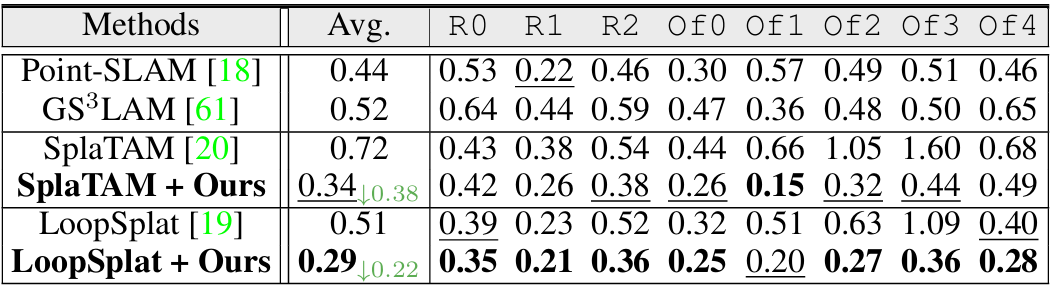 Methods Avg. R0 R1 R2 Of0 Of1 Of2 Of3 Of4
Point-SLAM [18] 0.44 0.53 0.22 0.46 0.30 0.57 0.49 0.51 0.46
GS³LAM [61] 0.52 0.64 0.44 0.59 0.47 0.36 0.48 0.50 0.65
SplaTAM [20] 0.72 0.43 0.38 0.54 0.44 0.66 1.05 1.60 0.68
SplaTAM + Ours 0.34↓0.38 0.42 0.26 0.38 0.26 0.15 0.32 0.44 0.49
LoopSplat [19] 0.51 0.39 0.23 0.52 0.32 0.51 0.63 1.09 0.40
LoopSplat + Ours 0.29↓0.22 0.35 0.21 0.36 0.25 0.20 0.27 0.36 0.28